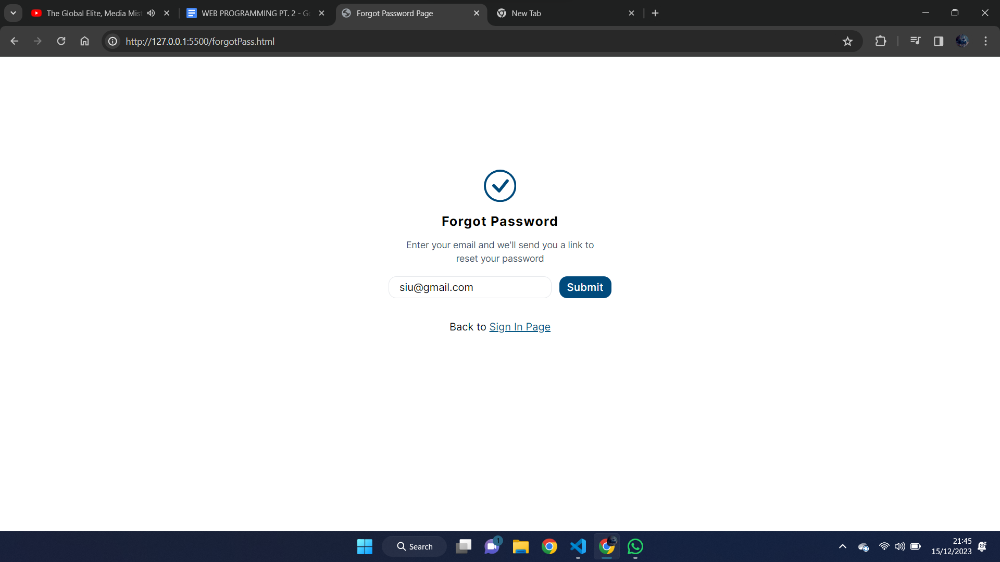 The Global Elite, Media Mist
WEB PROGRAMMING PT. 2 - Go
Forgot Password Page
New Tab
http://127.0.0.1:5500/forgotPass.html
Forgot Password
Enter your email and we'll send you a link to
reset your password
siu@gmail.com
Submit
Back to Sign In Page
Search
1
21:45
15/12/2023